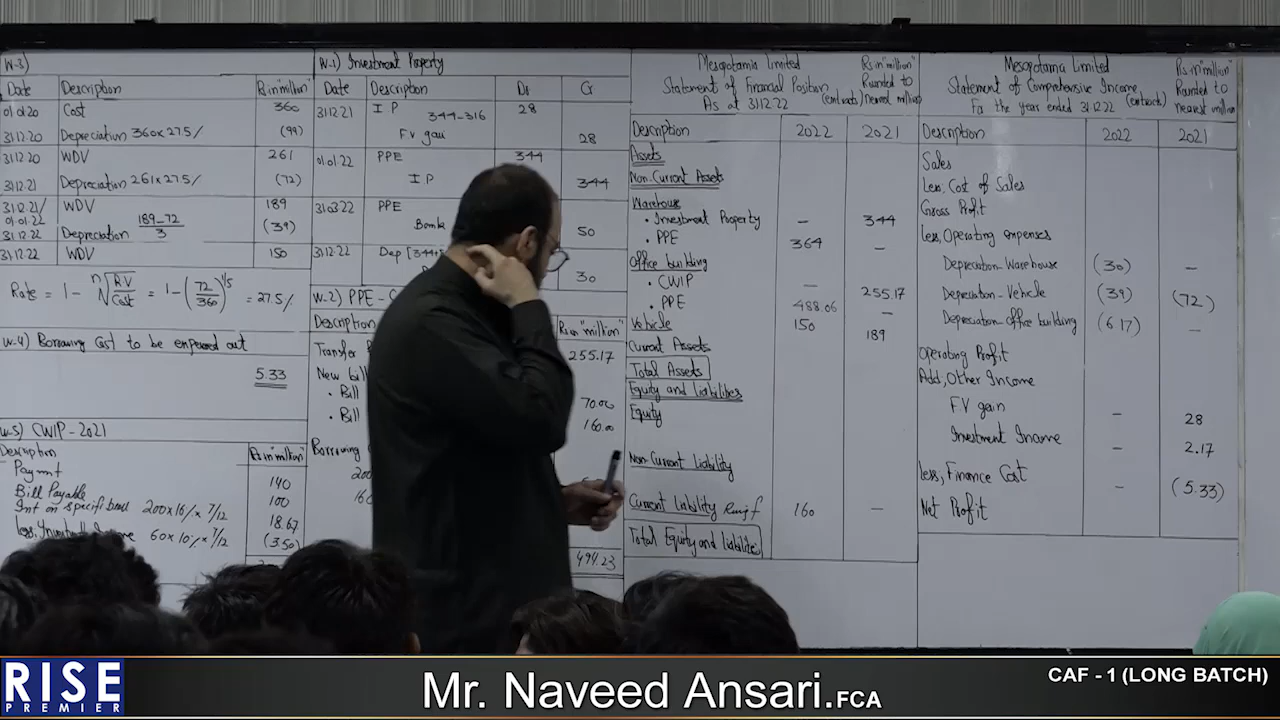 W-3)
Date Description Rs in "million"
01.01.20 Cost 360
31.12.20 Depreciation 360x27.5% (99)
31.12.20 WDV 261
31.12.21 Depreciation 261x27.5% (72)
31.12.21/ WDV 189
01.01.22
31.12.22 Depreciation 189-72/3 (39)
31.12.22 WDV 150
Rate = 1 - n√RV/Cost = 1-(72/360)^1/5 = 27.5%
W-4) Borrowing Cost to be expensed out
5.33
W-5) CWIP-2021
Description Rs in "million"
Paymnt 140
Bill Payable 100
Int on specific loan 200x16%x7/12 18.67
60x10%x7/12 (3.50)
W-1) Investment Property
Date Description Dr Cr
31.12.21 IP 344-316 28
FV gain 28
01.01.22 PPE 344
IP 344
31.03.22 PPE
Bank 50
31.12.22 Dep [344
30
W-2) PPE -
Description Rs in "million"
Transfer 255.17
New bill
• Bill 70.00
• Bill 160.00
Borrowing
494.23
Mesopotamia Limited
Statement of Financial Position
As at 31.12.22 (extracts)
Rs in "million"
Rounded to
nearest million
Description 2022 2021
Assets
Non-Current Assets
Warehouse
• Investment Property - 344
• PPE 364 -
Office building
• CWIP - 255.17
• PPE 488.06 -
Vehicle 150 189
Current Assets
Total Assets
Equity and liabilities
Equity
Non-Current Liability
Current Liability 160 -
Total Equity and liabilities
Mesopotamia Limited
Statement of Comprehensive Income
For the year ended 31.12.22 (extracts)
Rs in "million"
Rounded to
nearest million
Description 2022 2021
Sales
Less, Cost of Sales
Gross Profit
Less, Operating expenses
Depreciation-Warehouse (30) -
Depreciation-Vehicle (39) (72)
Depreciation-office building (6.17) -
Operating Profit
Add, Other Income
FV gain - 28
Investment Income - 2.17
less, Finance Cost - (5.33)
Net Profit
RISE
PREMIER
Mr. Naveed Ansari.FCA
CAF - 1 (LONG BATCH)